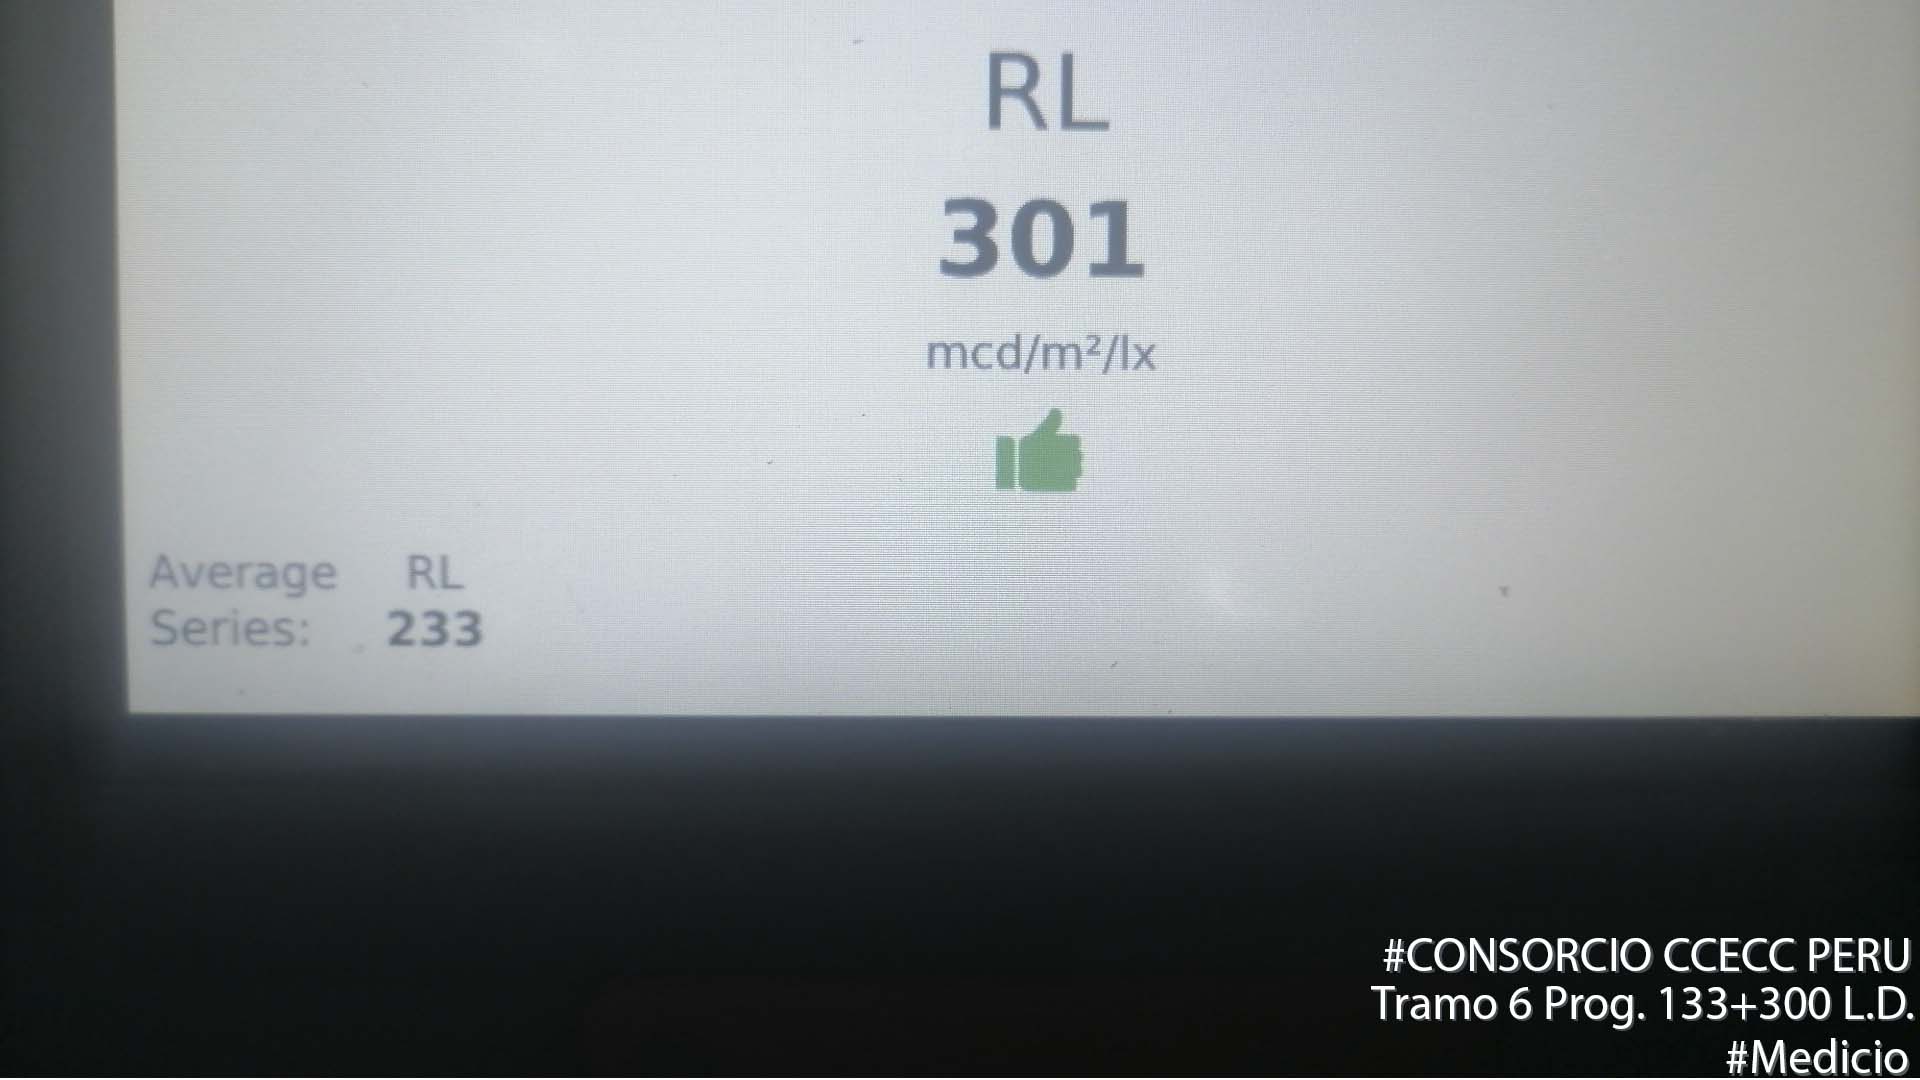 RL
301
mcd/m²/lx
Average RL
Series: 233
#CONSORCIO CCECC PERU
Tramo 6 Prog. 133+300 L.D.
#Medicio